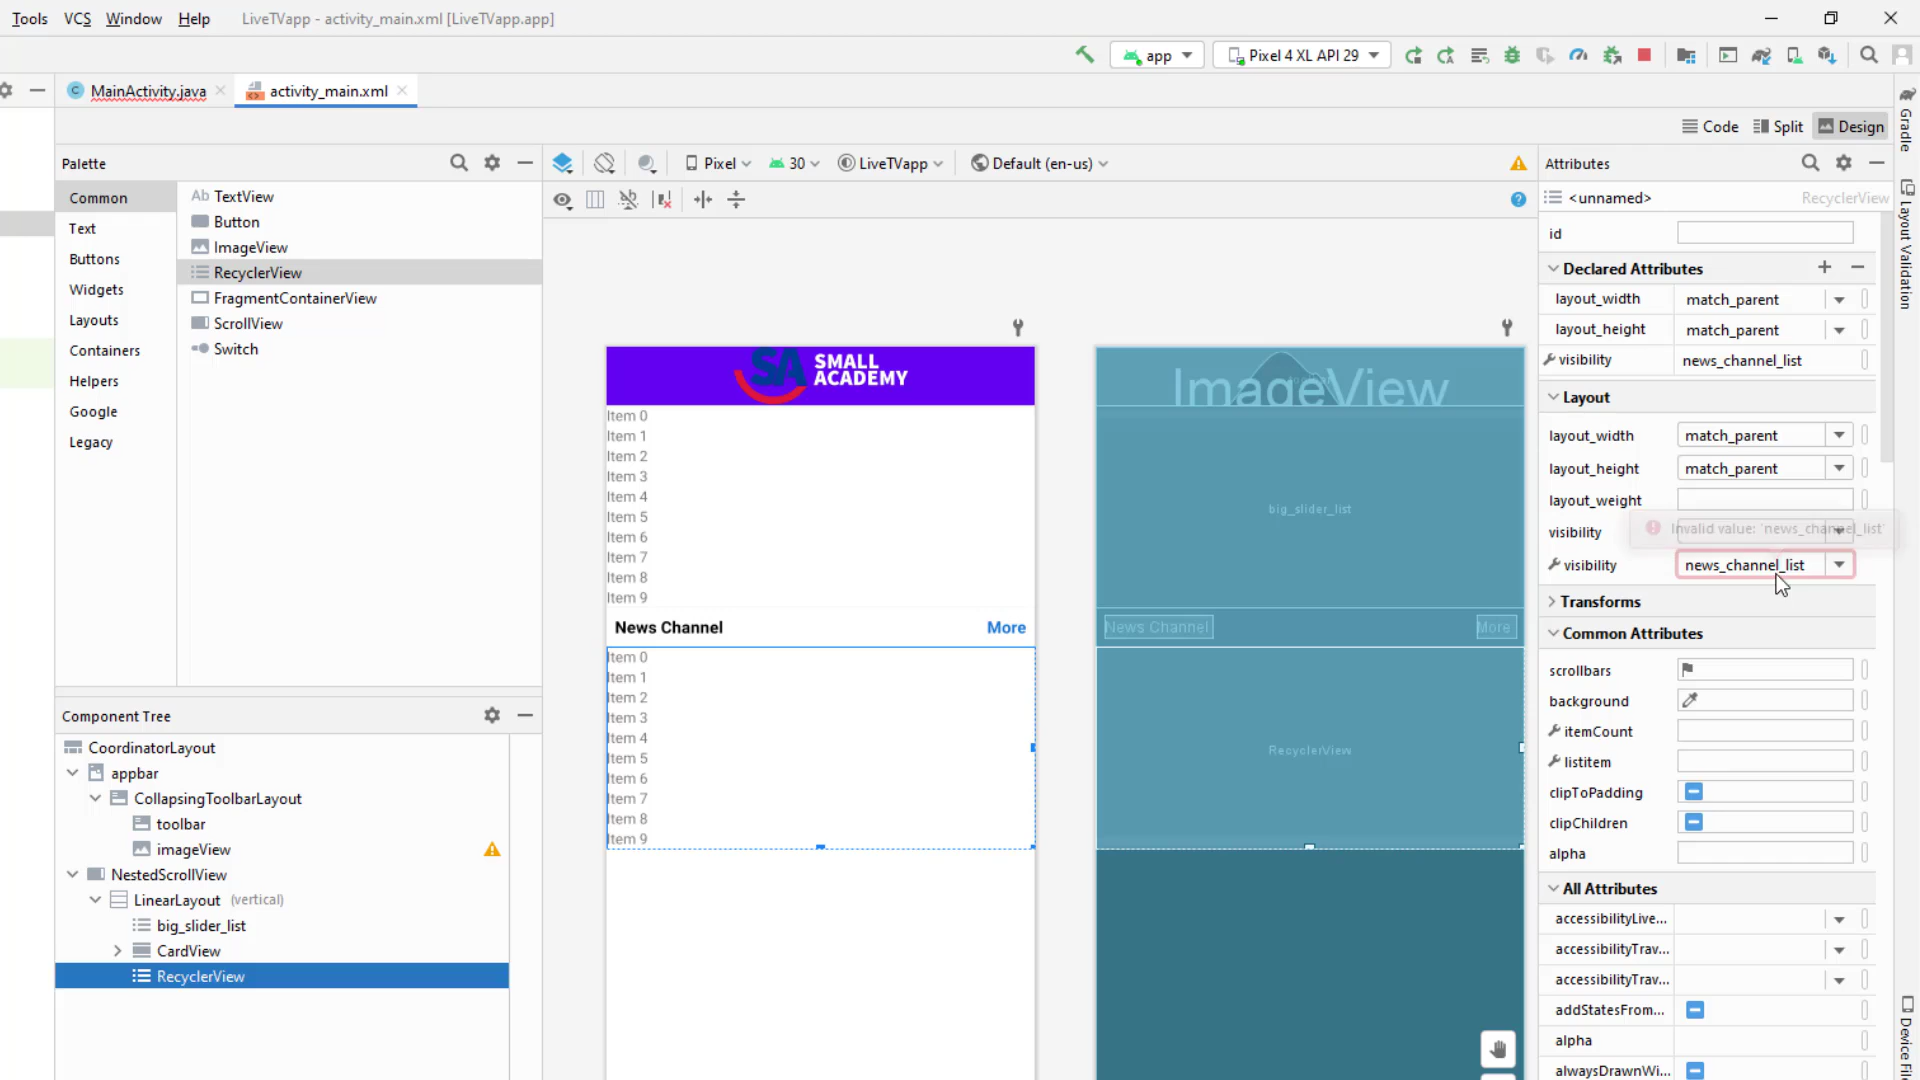 Tools VCS Window Help LiveTVapp - activity_main.xml [LiveTVapp.app]
app Pixel 4 XL API 29
MainActivity.java activity_main.xml
Code Split Design
Palette
Pixel 30 LiveTVapp Default (en-us)
Attributes
Common
Text
Buttons
Widgets
Layouts
Containers
Helpers
Google
Legacy
Ab TextView
Button
ImageView
RecyclerView
FragmentContainerView
ScrollView
Switch
SA SMALL
ACADEMY
Item 0
Item 1
Item 2
Item 3
Item 4
Item 5
Item 6
Item 7
Item 8
Item 9
News Channel More
Item 0
Item 1
Item 2
Item 3
Item 4
Item 5
Item 6
Item 7
Item 8
Item 9
ImageView
big_slider_list
News Channel More
RecyclerView
Component Tree
CoordinatorLayout
appbar
CollapsingToolbarLayout
toolbar
imageView
NestedScrollView
LinearLayout (vertical)
big_slider_list
CardView
RecyclerView
<unnamed> RecyclerView
id
Declared Attributes
layout_width match_parent
layout_height match_parent
visibility news_channel_list
Layout
layout_width match_parent
layout_height match_parent
layout_weight
visibility
Invalid value: 'news_channel_list'
visibility news_channel_list
Transforms
Common Attributes
scrollbars
background
itemCount
listitem
clipToPadding
clipChildren
alpha
All Attributes
accessibilityLive...
accessibilityTrav...
accessibilityTrav...
addStatesFrom...
alpha
alwaysDrawnWi...
Gradle
Layout Validation